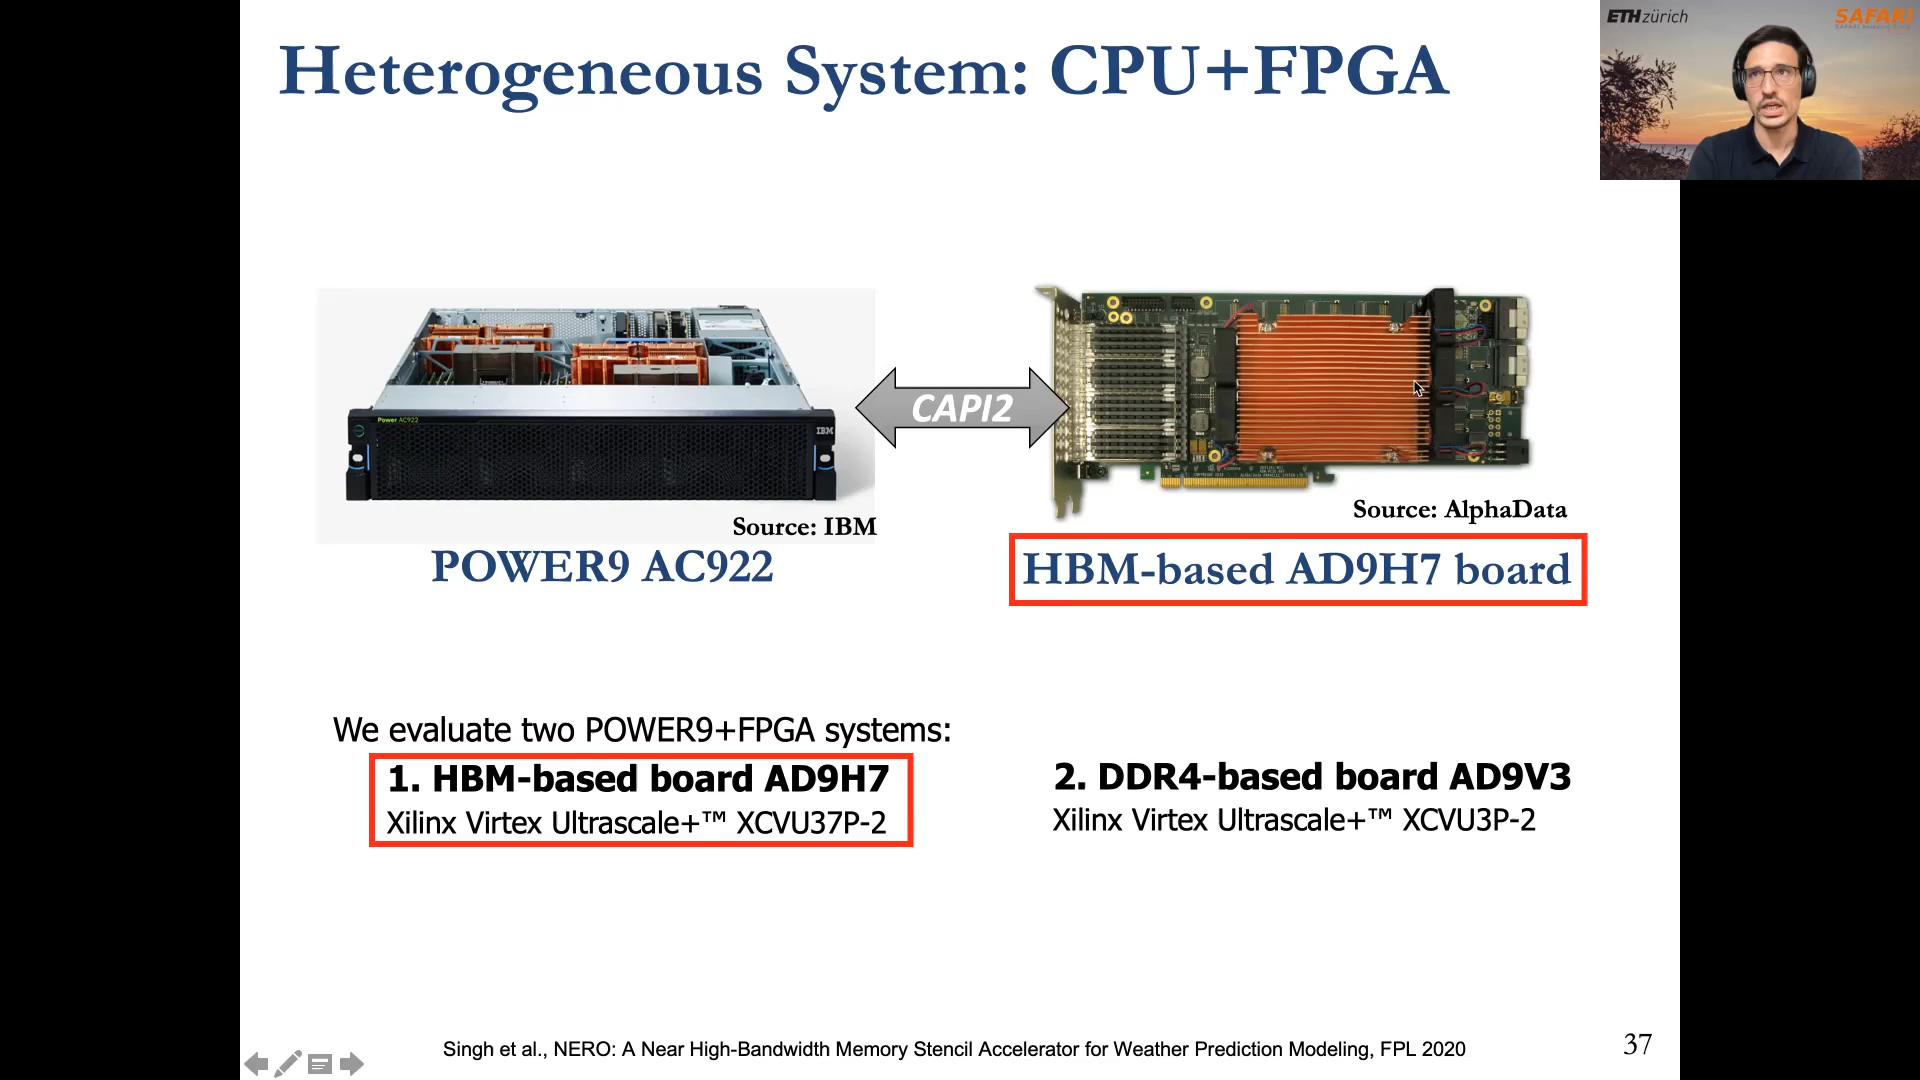 Heterogeneous System: CPU+FPGA
ETH zürich
SAFARI
Power AC922
IBM
CAPI2
Source: IBM
Source: AlphaData
POWER9 AC922
HBM-based AD9H7 board
We evaluate two POWER9+FPGA systems:
1. HBM-based board AD9H7
Xilinx Virtex Ultrascale+™ XCVU37P-2
2. DDR4-based board AD9V3
Xilinx Virtex Ultrascale+™ XCVU3P-2
Singh et al., NERO: A Near High-Bandwidth Memory Stencil Accelerator for Weather Prediction Modeling, FPL 2020
37